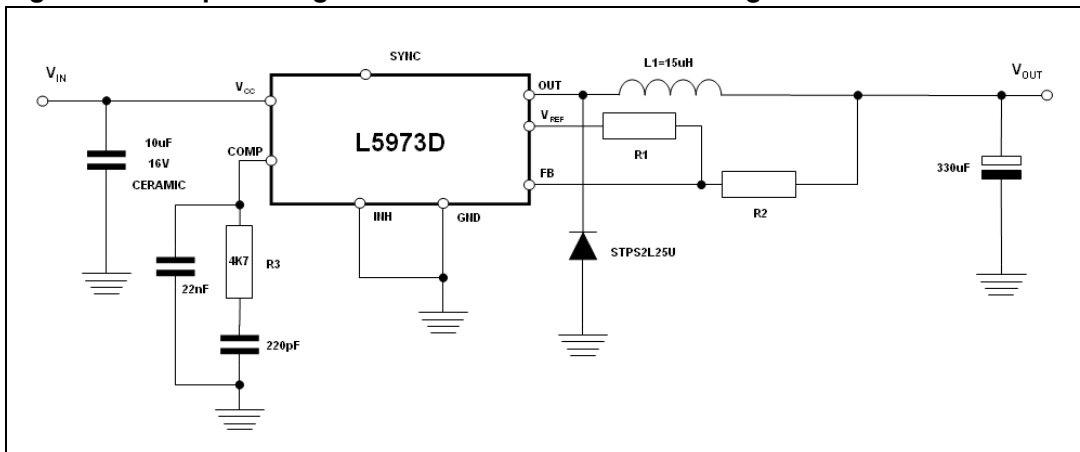 SYNC
L1=15uH
VIN
VOUT
VCC
OUT
VREF
L5973D
10uF
16V
CERAMIC
COMP
R1
FB
330uF
R2
INH
GND
4K7
R3
STPS2L25U
22nF
220pF